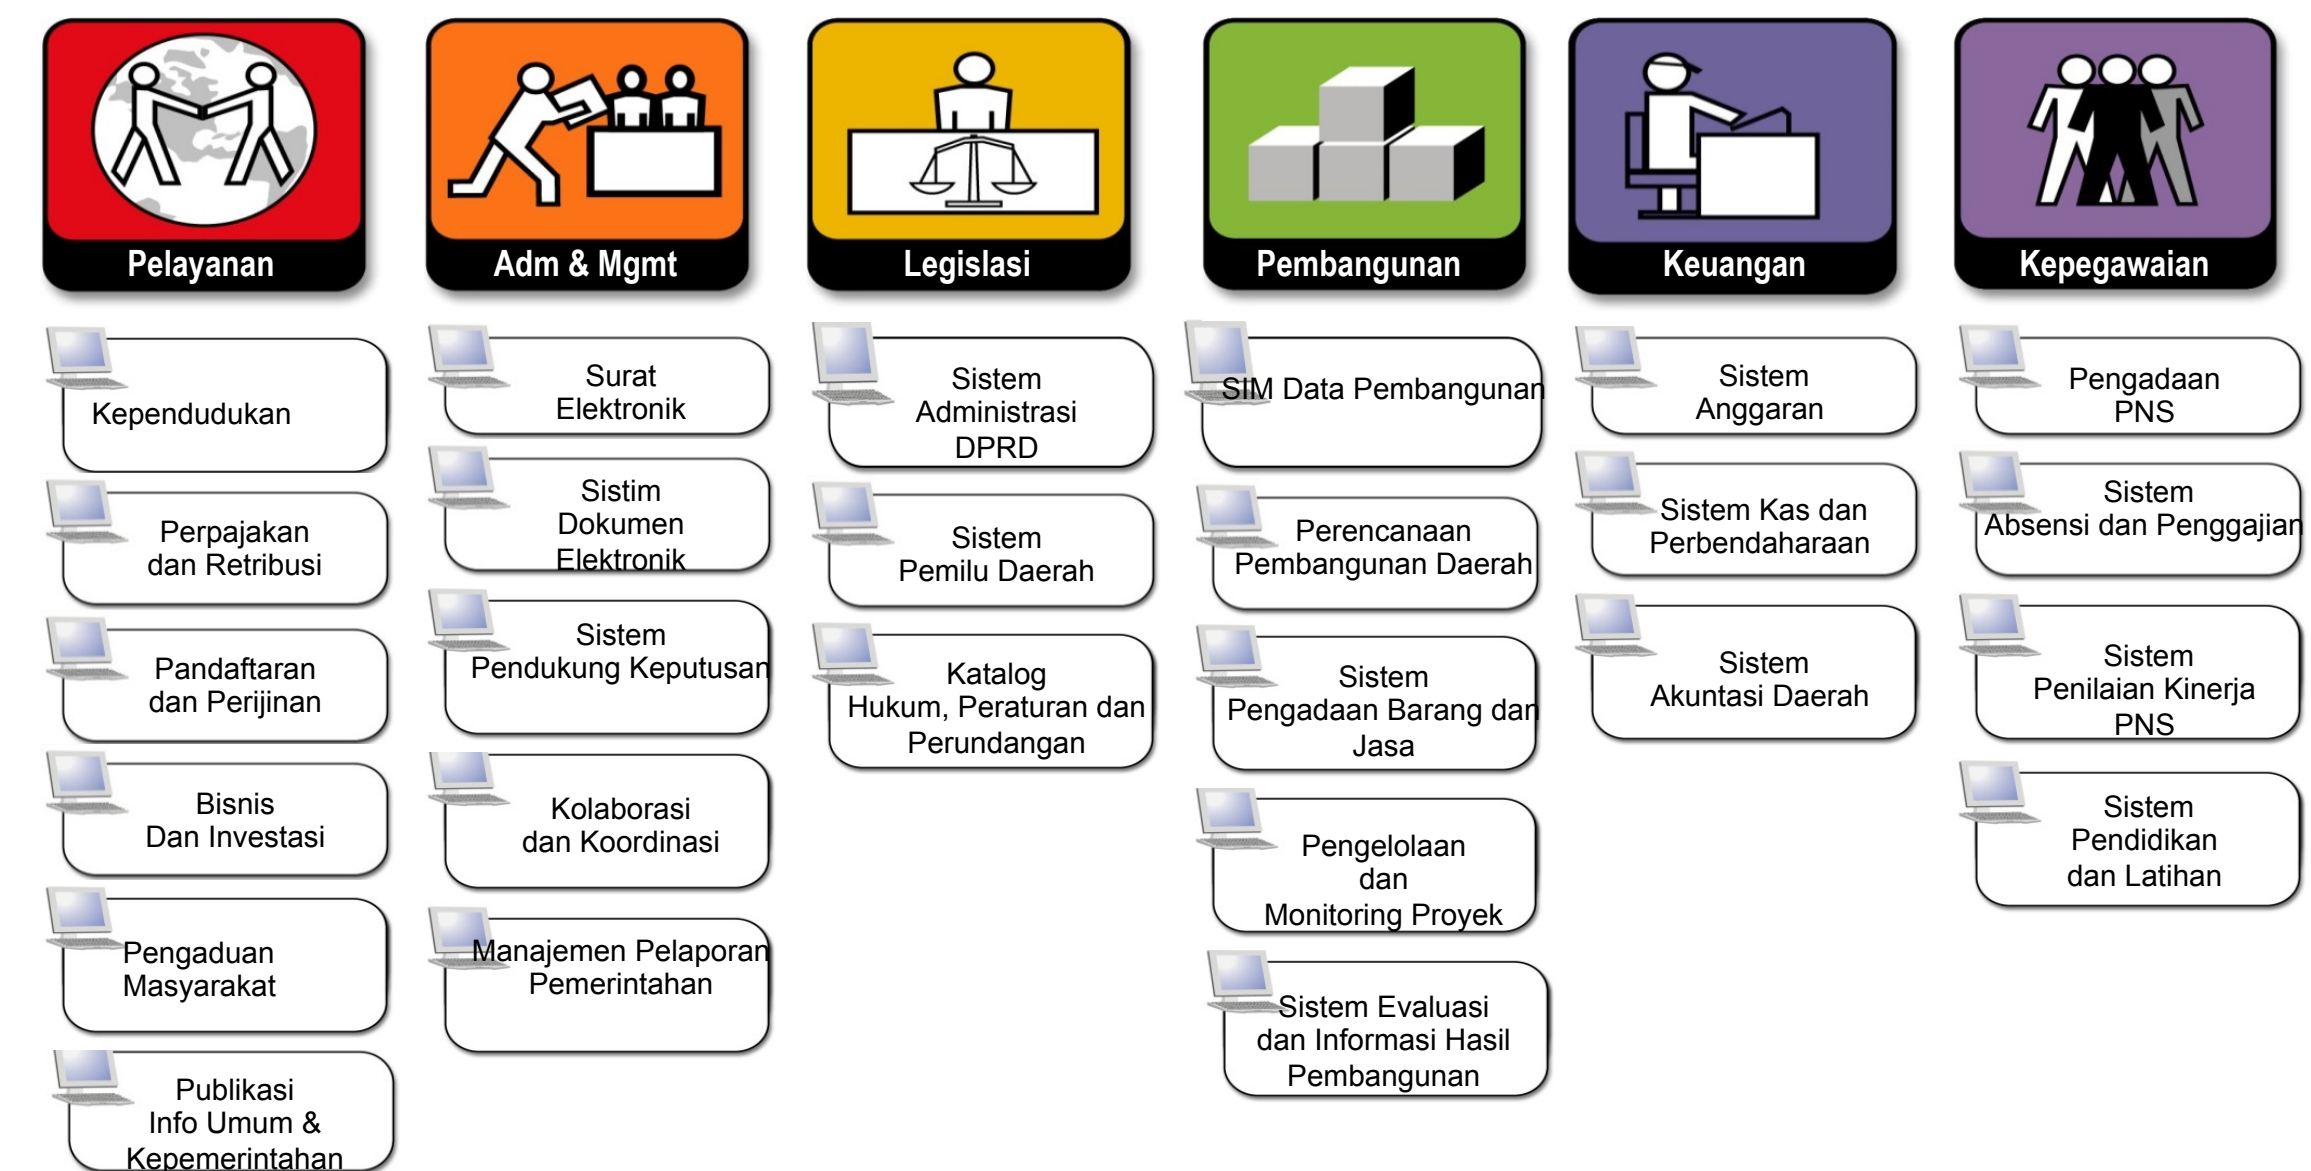 Pelayanan
Adm & Mgmt
Legislasi
Pembangunan
Keuangan
Kepegawaian
Kependudukan
Perpajakan
dan Retribusi
Pandaftaran
dan Perijinan
Bisnis
Dan Investasi
Pengaduan
Masyarakat
Publikasi
Info Umum &
Kepemerintahan
Surat
Elektronik
Sistim
Dokumen
Elektronik
Sistem
Pendukung Keputusan
Kolaborasi
dan Koordinasi
Manajemen Pelaporan
Pemerintahan
Sistem
Administrasi
DPRD
Sistem
Pemilu Daerah
Katalog
Hukum, Peraturan dan
Perundangan
SIM Data Pembangunan
Perencanaan
Pembangunan Daerah
Sistem
Pengadaan Barang dan
Jasa
Pengelolaan
dan
Monitoring Proyek
Sistem Evaluasi
dan Informasi Hasil
Pembangunan
Sistem
Anggaran
Sistem Kas dan
Perbendaharaan
Sistem
Akuntasi Daerah
Pengadaan
PNS
Sistem
Absensi dan Penggajian
Sistem
Penilaian Kinerja
PNS
Sistem
Pendidikan
dan Latihan